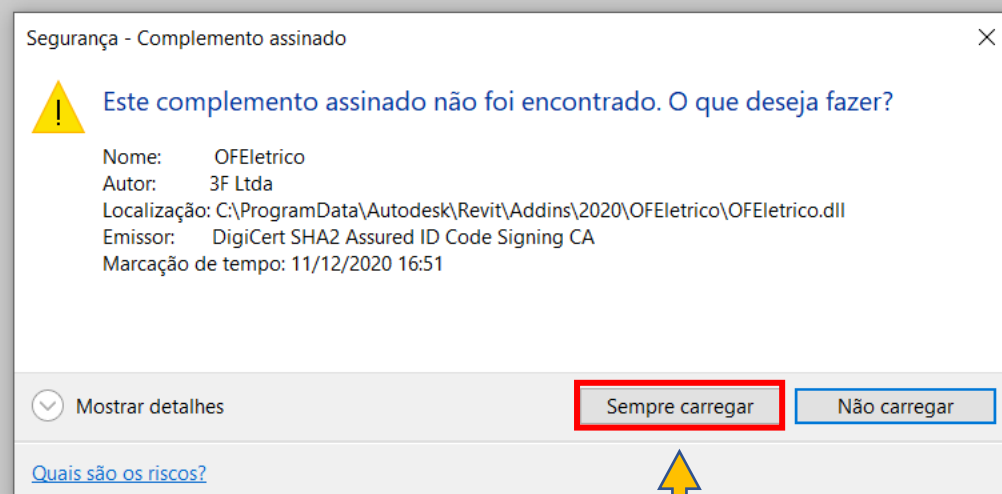 Segurança - Complemento assinado
Este complemento assinado não foi encontrado. O que deseja fazer?
Nome: OFEletrico
Autor: 3F Ltda
Localização: C:\ProgramData\Autodesk\Revit\Addins\2020\OFEletrico\OFEletrico.dll
Emissor: DigiCert SHA2 Assured ID Code Signing CA
Marcação de tempo: 11/12/2020 16:51
Mostrar detalhes
Sempre carregar
Não carregar
Quais são os riscos?